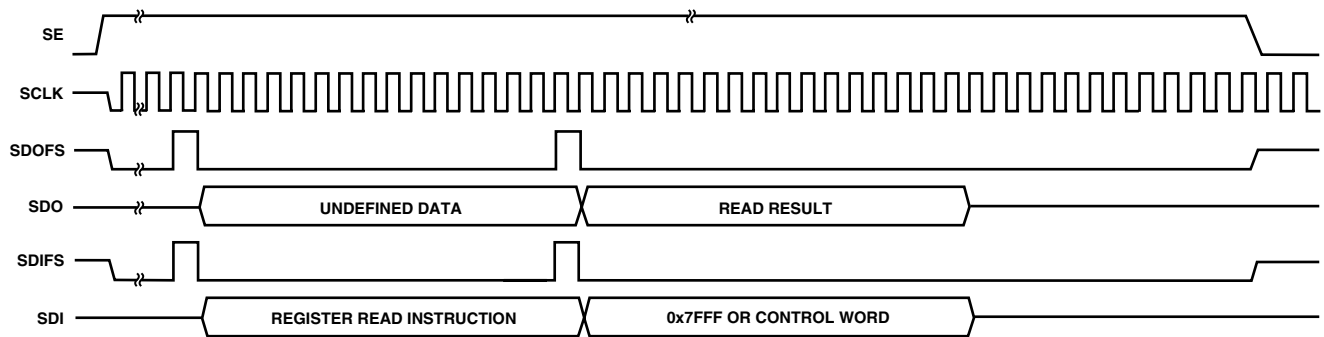 SE
SCLK
SDOFS
SDO
UNDEFINED DATA
READ RESULT
SDIFS
SDI
REGISTER READ INSTRUCTION
0x7FFF OR CONTROL WORD